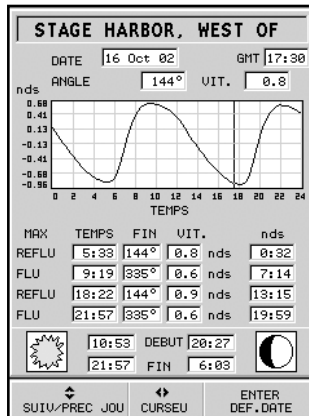 STAGE HARBOR, WEST OF
DATE 16 Oct 02 GMT 17:30
ANGLE 144° VIT. 0.8
nds
0.68
0.41
0.13
-0.13
-0.41
-0.68
-0.96
0 2 4 6 8 10 12 14 16 18 20 22 24
TEMPS
MAX TEMPS FIN VIT. nds
REFLU 5:33 144° 0.8 nds 0:32
FLU 9:19 335° 0.6 nds 7:14
REFLU 18:22 144° 0.9 nds 13:15
FLU 21:57 335° 0.6 nds 19:59
10:53 DEBUT 20:27
21:57 FIN 6:03
SUIV/PREC JOU CURSEU ENTER
DEF.DATE